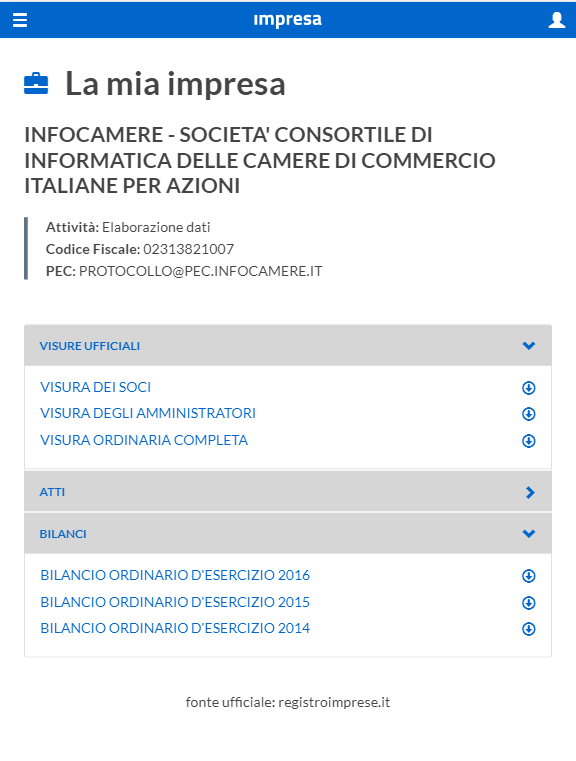 impresa
La mia impresa
INFOCAMERE - SOCIETA' CONSORTILE DI
INFORMATICA DELLE CAMERE DI COMMERCIO
ITALIANE PER AZIONI
Attività: Elaborazione dati
Codice Fiscale: 02313821007
PEC: PROTOCOLLO@PEC.INFOCAMERE.IT
VISURE UFFICIALI
VISURA DEI SOCI
VISURA DEGLI AMMINISTRATORI
VISURA ORDINARIA COMPLETA
ATTI
BILANCI
BILANCIO ORDINARIO D'ESERCIZIO 2016
BILANCIO ORDINARIO D'ESERCIZIO 2015
BILANCIO ORDINARIO D'ESERCIZIO 2014
fonte ufficiale: registroimprese.it